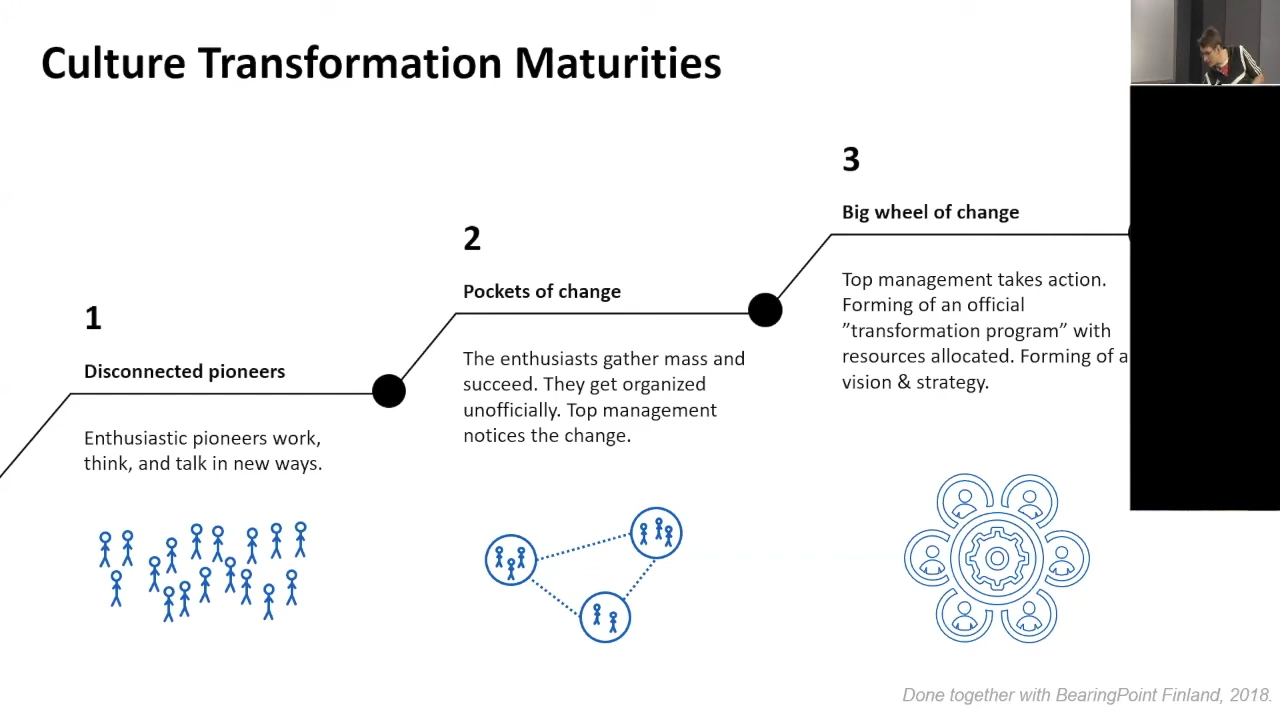 Culture Transformation Maturities
1
Disconnected pioneers
Enthusiastic pioneers work,
think, and talk in new ways.
2
Pockets of change
The enthusiasts gather mass and
succeed. They get organized
unofficially. Top management
notices the change.
3
Big wheel of change
Top management takes action.
Forming of an official
”transformation program” with
resources allocated. Forming of a
vision & strategy.
Done together with BearingPoint Finland, 2018.